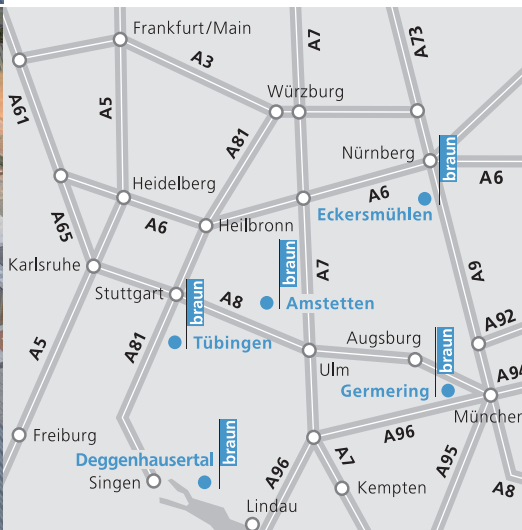 Frankfurt/Main
A7
A73
A3
A61
A5
Würzburg
A81
Nürnberg
braun
A6
Heidelberg
A6
Eckersmühlen
A65
A6
Heilbronn
braun
Karlsruhe
A7
A9
Stuttgart
braun
A8
Amstetten
A92
A5
A81
Tübingen
Augsburg
braun
Ulm
A94
Germering
München
Freiburg
A96
braun
Deggenhausertal
A96
A7
A95
Singen
Kempten
A8
Lindau